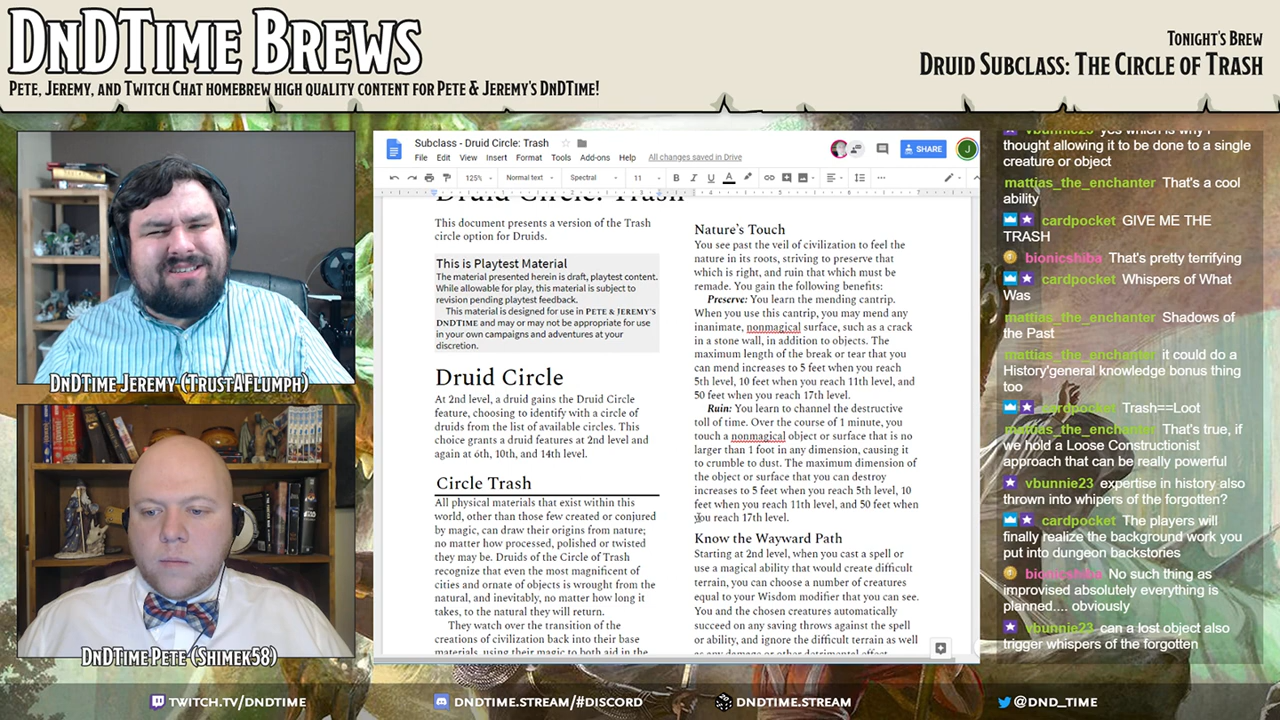 DnDTime Brews
Pete, Jeremy, and Twitch Chat homebrew high quality content for Pete & Jeremy's DnDTime!
Tonight's Brew
Druid Subclass: The Circle of Trash
DnDTime Jeremy (TrustAFlumph)
DnDTime Pete (Shimek58)
Subclass - Druid Circle: Trash
File Edit View Insert Format Tools Add-ons Help All changes saved in Drive
SHARE
J
125% Normal text Spectral 11 B I U A
Druid Circle: Trash
This document presents a version of the Trash
circle option for Druids.
This is Playtest Material
The material presented herein is draft, playtest content.
While allowable for play, this material is subject to
revision pending playtest feedback.
This material is designed for use in PETE & JEREMY'S
DNDTIME and may or may not be appropriate for use
in your own campaigns and adventures at your
discretion.
Druid Circle
At 2nd level, a druid gains the Druid Circle
feature, choosing to identify with a circle of
druids from the list of available circles. This
choice grants a druid features at 2nd level and
again at 6th, 10th, and 14th level.
Circle Trash
All physical materials that exist within this
world, other than those few created or conjured
by magic, can draw their origins from nature;
no matter how processed, polished or twisted
they may be. Druids of the Circle of Trash
recognize that even the most magnificent of
cities and ornate of objects is wrought from the
natural, and inevitably, no matter how long it
takes, to the natural they will return.
They watch over the transition of the
creations of civilization back into their base
materials, using their magic to both aid in the
Nature's Touch
You see past the veil of civilization to feel the
nature in its roots, striving to preserve that
which is right, and ruin that which must be
remade. You gain the following benefits:
Preserve: You learn the mending cantrip.
When you use this cantrip, you may mend any
inanimate, nonmagical surface, such as a crack
in a stone wall, in addition to objects. The
maximum length of the break or tear that you
can mend increases to 5 feet when you reach
5th level, 10 feet when you reach 11th level, and
50 feet when you reach 17th level.
Ruin: You learn to channel the destructive
toll of time. Over the course of 1 minute, you
touch a nonmagical object or surface that is no
larger than 1 foot in any dimension, causing it
to crumble to dust. The maximum dimension of
the object or surface that you can destroy
increases to 5 feet when you reach 5th level, 10
feet when you reach 11th level, and 50 feet when
you reach 17th level.
Know the Wayward Path
Starting at 2nd level, when you cast a spell or
use a magical ability that would create difficult
terrain, you can choose a number of creatures
equal to your Wisdom modifier that you can see.
You and the chosen creatures automatically
succeed on any saving throws against the spell
or ability, and ignore the difficult terrain as well
as any damage or other detrimental effect
vbunnie23 yes which is why i
thought allowing it to be done to a single
creature or object
mattias_the_enchanter That's a cool
ability
cardpocket GIVE ME THE
TRASH
bionicshiba That's pretty terrifying
cardpocket Whispers of What
Was
mattias_the_enchanter Shadows of
the Past
mattias_the_enchanter it could do a
History'general knowledge bonus thing
too
cardpocket Trash==Loot
mattias_the_enchanter That's true, if
we hold a Loose Constructionist
approach that can be really powerful
vbunnie23 expertise in history also
thrown into whipers of the forgotten?
cardpocket The players will
finally realize the background work you
put into dungeon backstories
bionicshiba No such thing as
improvised absolutely everything is
planned.... obviously
vbunnie23 can a lost object also
trigger whispers of the forgotten
twitch.tv/dndtime
dndtime.stream/#discord
dndtime.stream
@dnd_time